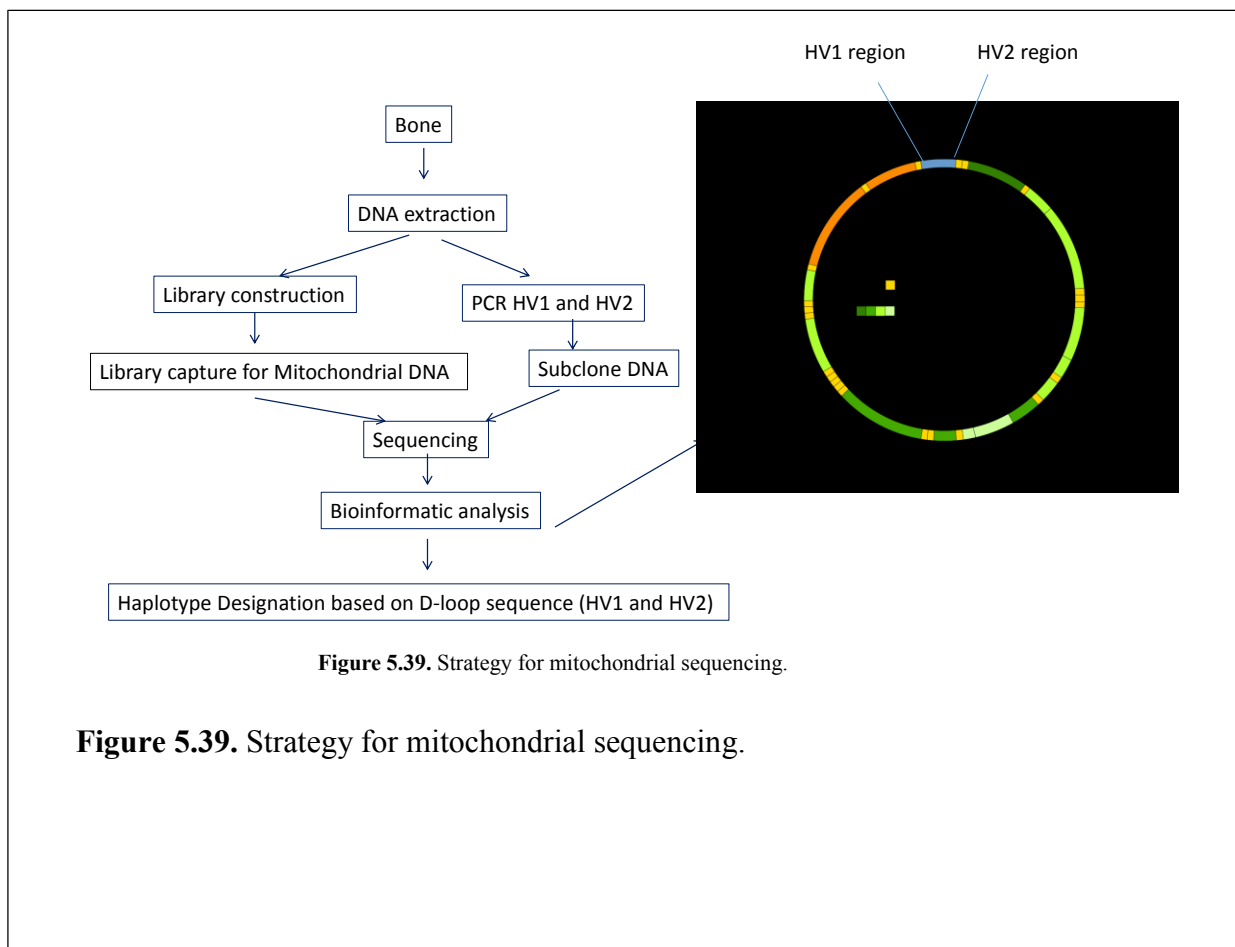 HV1 region
HV2 region
Bone
DNA extraction
Library construction
PCR HV1 and HV2
Library capture for Mitochondrial DNA
Subclone DNA
Sequencing
Bioinformatic analysis
Haplotype Designation based on D-loop sequence (HV1 and HV2)
Figure 5.39. Strategy for mitochondrial sequencing.
Figure 5.39. Strategy for mitochondrial sequencing.